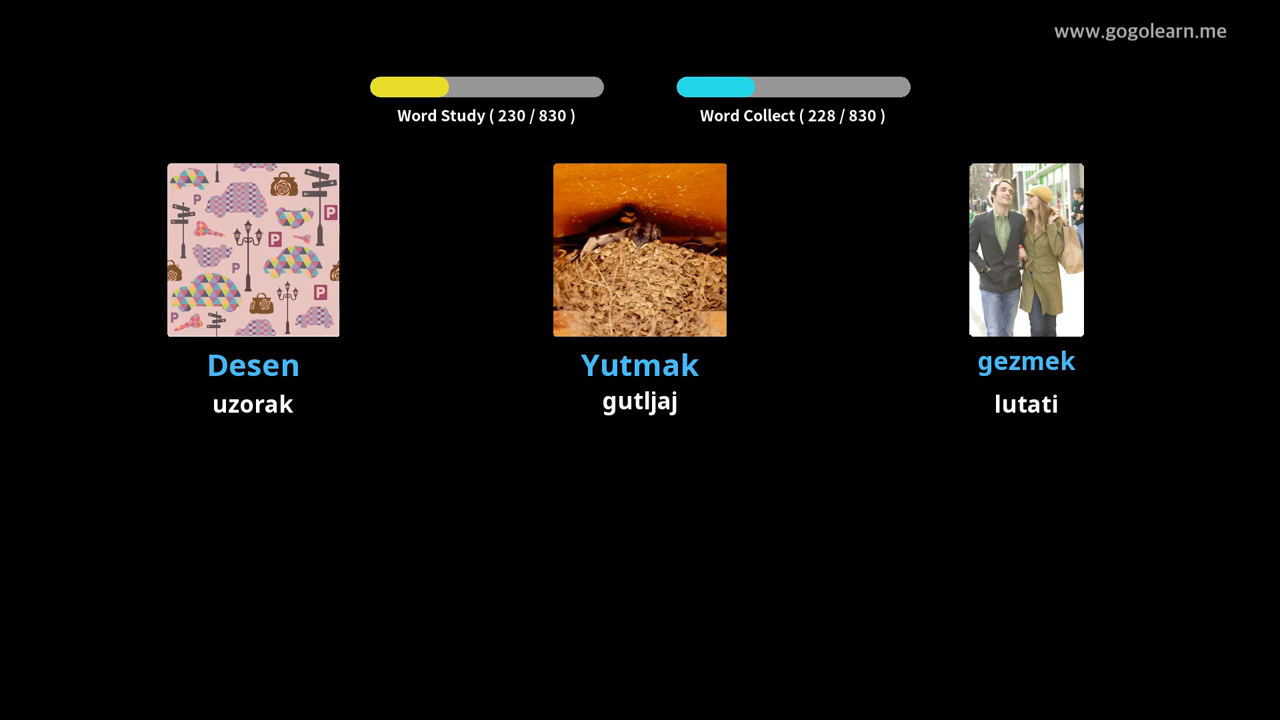 www.gogolearn.me
Word Study ( 230 / 830 )
Word Collect ( 228 / 830 )
P
P
P
P
P
P
Desen
Yutmak
gezmek
uzorak
gutljaj
lutati